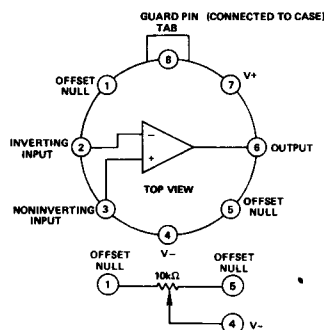 GUARD PIN (CONNECTED TO CASE)
TAB
8
OFFSET
NULL
1
7
V+
INVERTING
INPUT
2
−
+
6
OUTPUT
TOP VIEW
NONINVERTING
INPUT
3
5
OFFSET
NULL
4
V−
OFFSET
NULL
10kΩ
OFFSET
NULL
1
5
4
V−